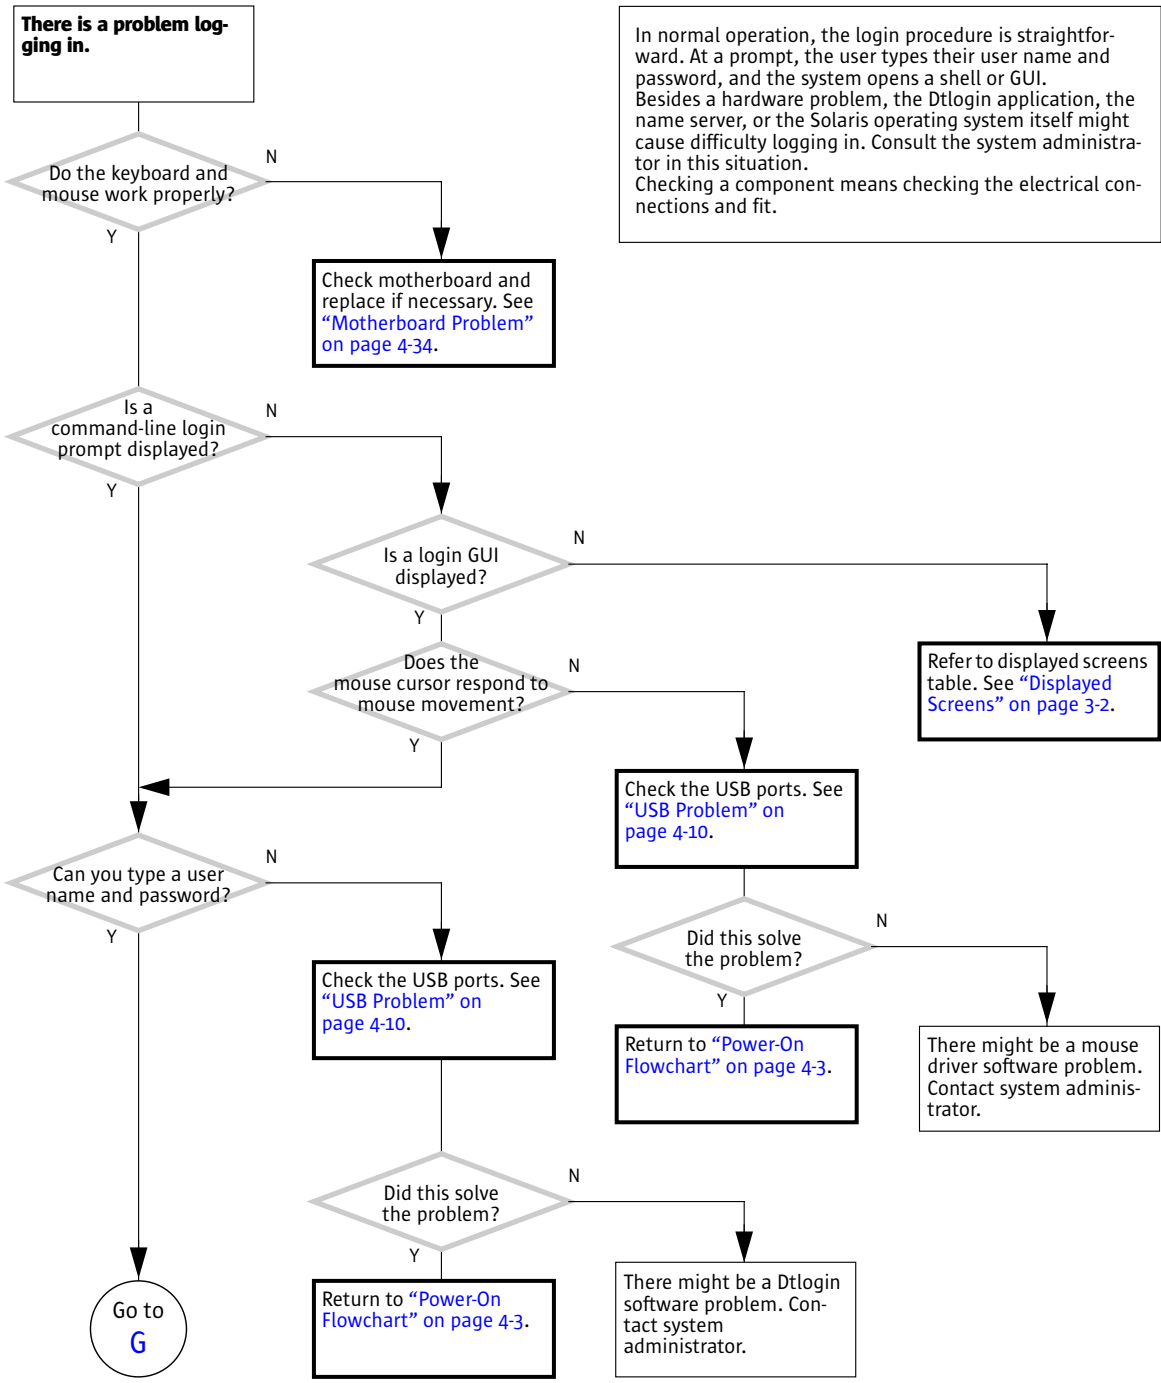 There is a problem log-
ging in.
In normal operation, the login procedure is straightfor-
ward. At a prompt, the user types their user name and
password, and the system opens a shell or GUI.
Besides a hardware problem, the Dtlogin application, the
name server, or the Solaris operating system itself might
cause difficulty logging in. Consult the system administra-
tor in this situation.
Checking a component means checking the electrical con-
nections and fit.
Do the keyboard and
mouse work properly?
N
Y
Check motherboard and
replace if necessary. See
“Motherboard Problem”
on page 4-34.
Is a
command-line login
prompt displayed?
N
Y
Is a login GUI
displayed?
N
Y
Refer to displayed screens
table. See “Displayed
Screens” on page 3-2.
Does the
mouse cursor respond to
mouse movement?
N
Y
Check the USB ports. See
“USB Problem” on
page 4-10.
Did this solve
the problem?
N
Y
Return to “Power-On
Flowchart” on page 4-3.
There might be a mouse
driver software problem.
Contact system adminis-
trator.
Can you type a user
name and password?
N
Y
Check the USB ports. See
“USB Problem” on
page 4-10.
Did this solve
the problem?
N
Y
Return to “Power-On
Flowchart” on page 4-3.
There might be a Dtlogin
software problem. Con-
tact system
administrator.
Go to
G